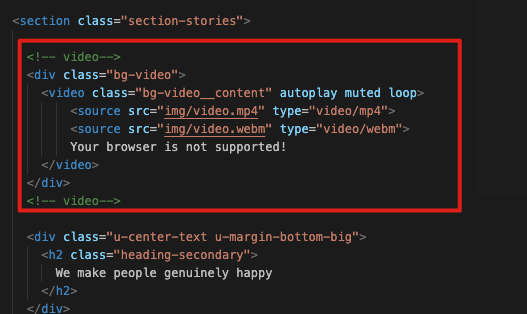 <section class="section-stories">
<!-- video-->
<div class="bg-video">
<video class="bg-video__content" autoplay muted loop>
<source src="img/video.mp4" type="video/mp4">
<source src="img/video.webm" type="video/webm">
Your browser is not supported!
</video>
</div>
<!-- video-->
<div class="u-center-text u-margin-bottom-big">
<h2 class="heading-secondary">
We make people genuinely happy
</h2>
</div>